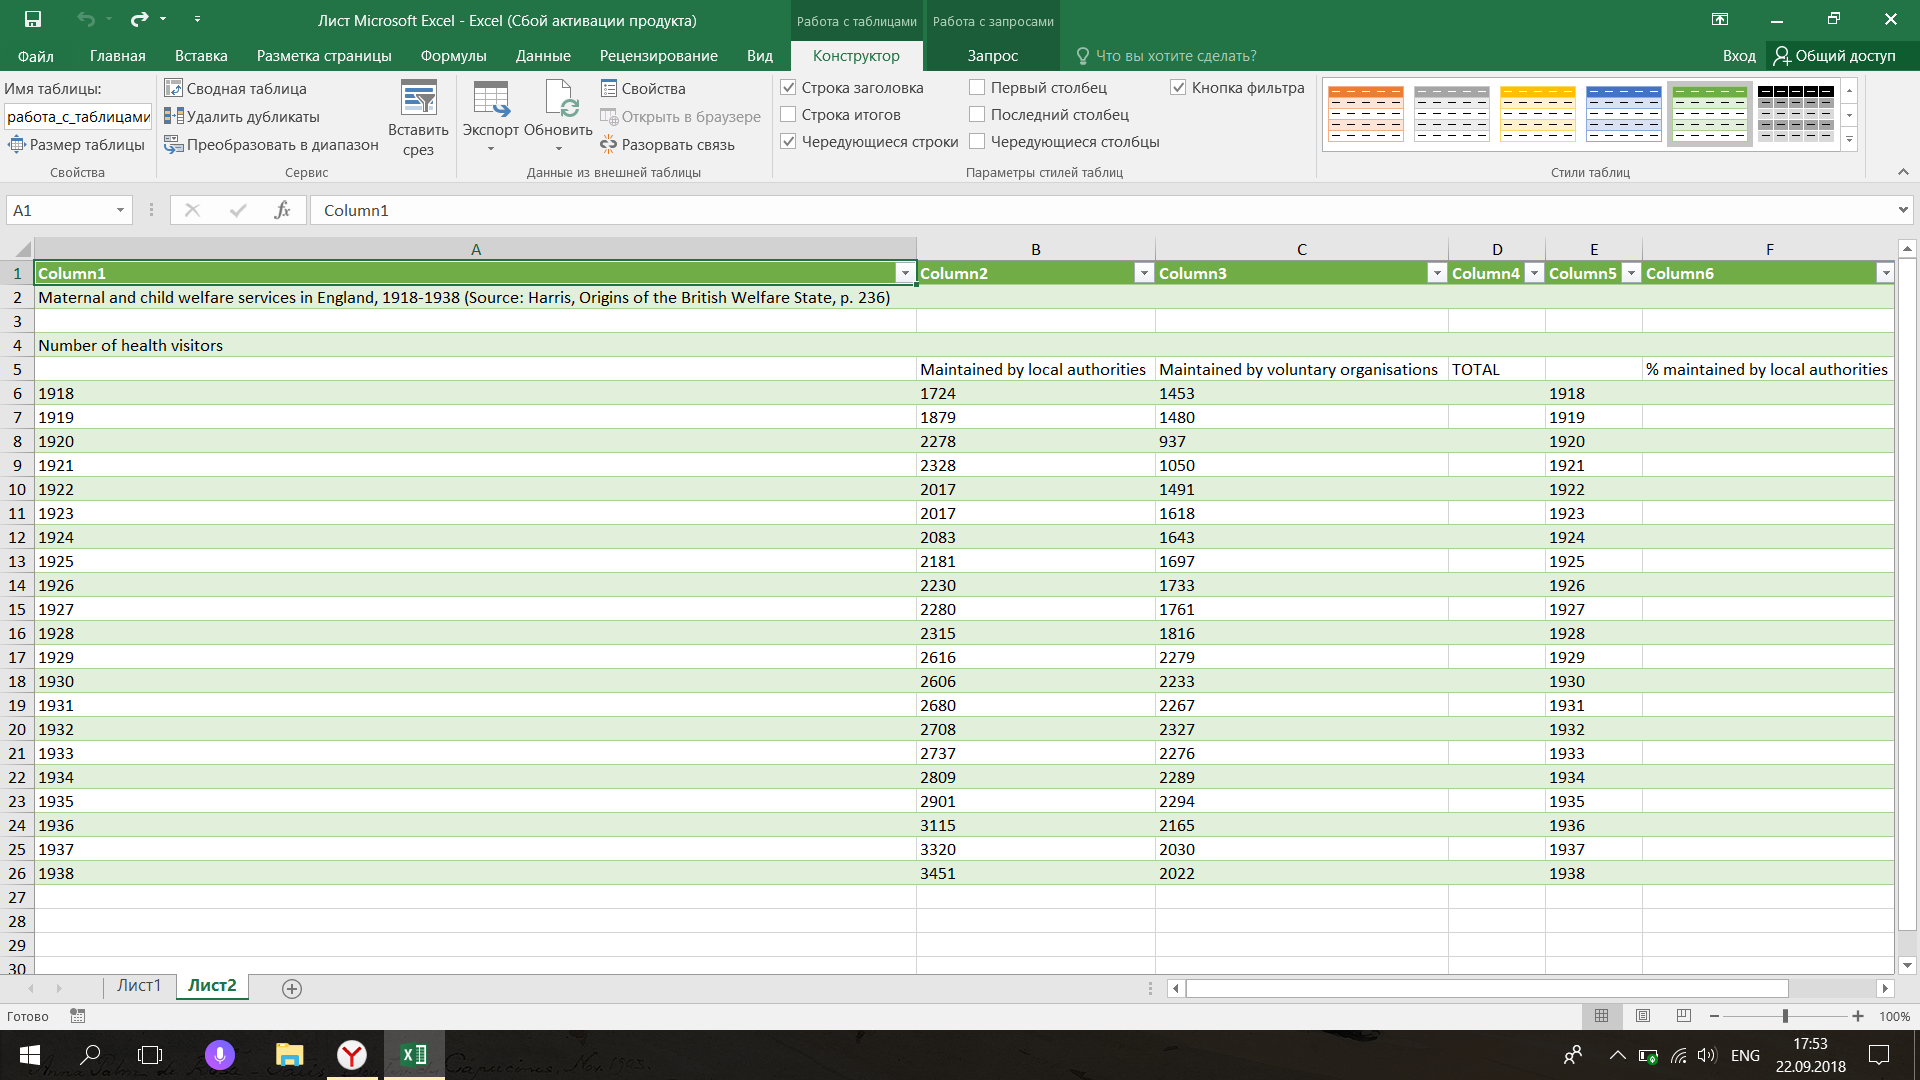 Лист Microsoft Excel - Excel (Сбой активации продукта)
Работа с таблицами
Работа с запросами
Файл Главная Вставка Разметка страницы Формулы Данные Рецензирование Вид Конструктор Запрос Что вы хотите сделать? Вход Общий доступ
Имя таблицы:
работа_с_таблицами
Размер таблицы
Свойства
Сводная таблица
Удалить дубликаты
Преобразовать в диапазон
Сервис
Вставить срез
Экспорт
Обновить
Свойства
Открыть в браузере
Разорвать связь
Данные из внешней таблицы
Строка заголовка
Строка итогов
Чередующиеся строки
Первый столбец
Последний столбец
Чередующиеся столбцы
Кнопка фильтра
Параметры стилей таблиц
Стили таблиц
A1 fx Column1
A B C D E F
1 Column1 Column2 Column3 Column4 Column5 Column6
2 Maternal and child welfare services in England, 1918-1938 (Source: Harris, Origins of the British Welfare State, p. 236)
3
4 Number of health visitors
5 Maintained by local authorities Maintained by voluntary organisations TOTAL % maintained by local authorities
6 1918 1724 1453 1918
7 1919 1879 1480 1919
8 1920 2278 937 1920
9 1921 2328 1050 1921
10 1922 2017 1491 1922
11 1923 2017 1618 1923
12 1924 2083 1643 1924
13 1925 2181 1697 1925
14 1926 2230 1733 1926
15 1927 2280 1761 1927
16 1928 2315 1816 1928
17 1929 2616 2279 1929
18 1930 2606 2233 1930
19 1931 2680 2267 1931
20 1932 2708 2327 1932
21 1933 2737 2276 1933
22 1934 2809 2289 1934
23 1935 2901 2294 1935
24 1936 3115 2165 1936
25 1937 3320 2030 1937
26 1938 3451 2022 1938
27
28
29
30
Лист1 Лист2
Готово
100%
ENG
17:53
22.09.2018